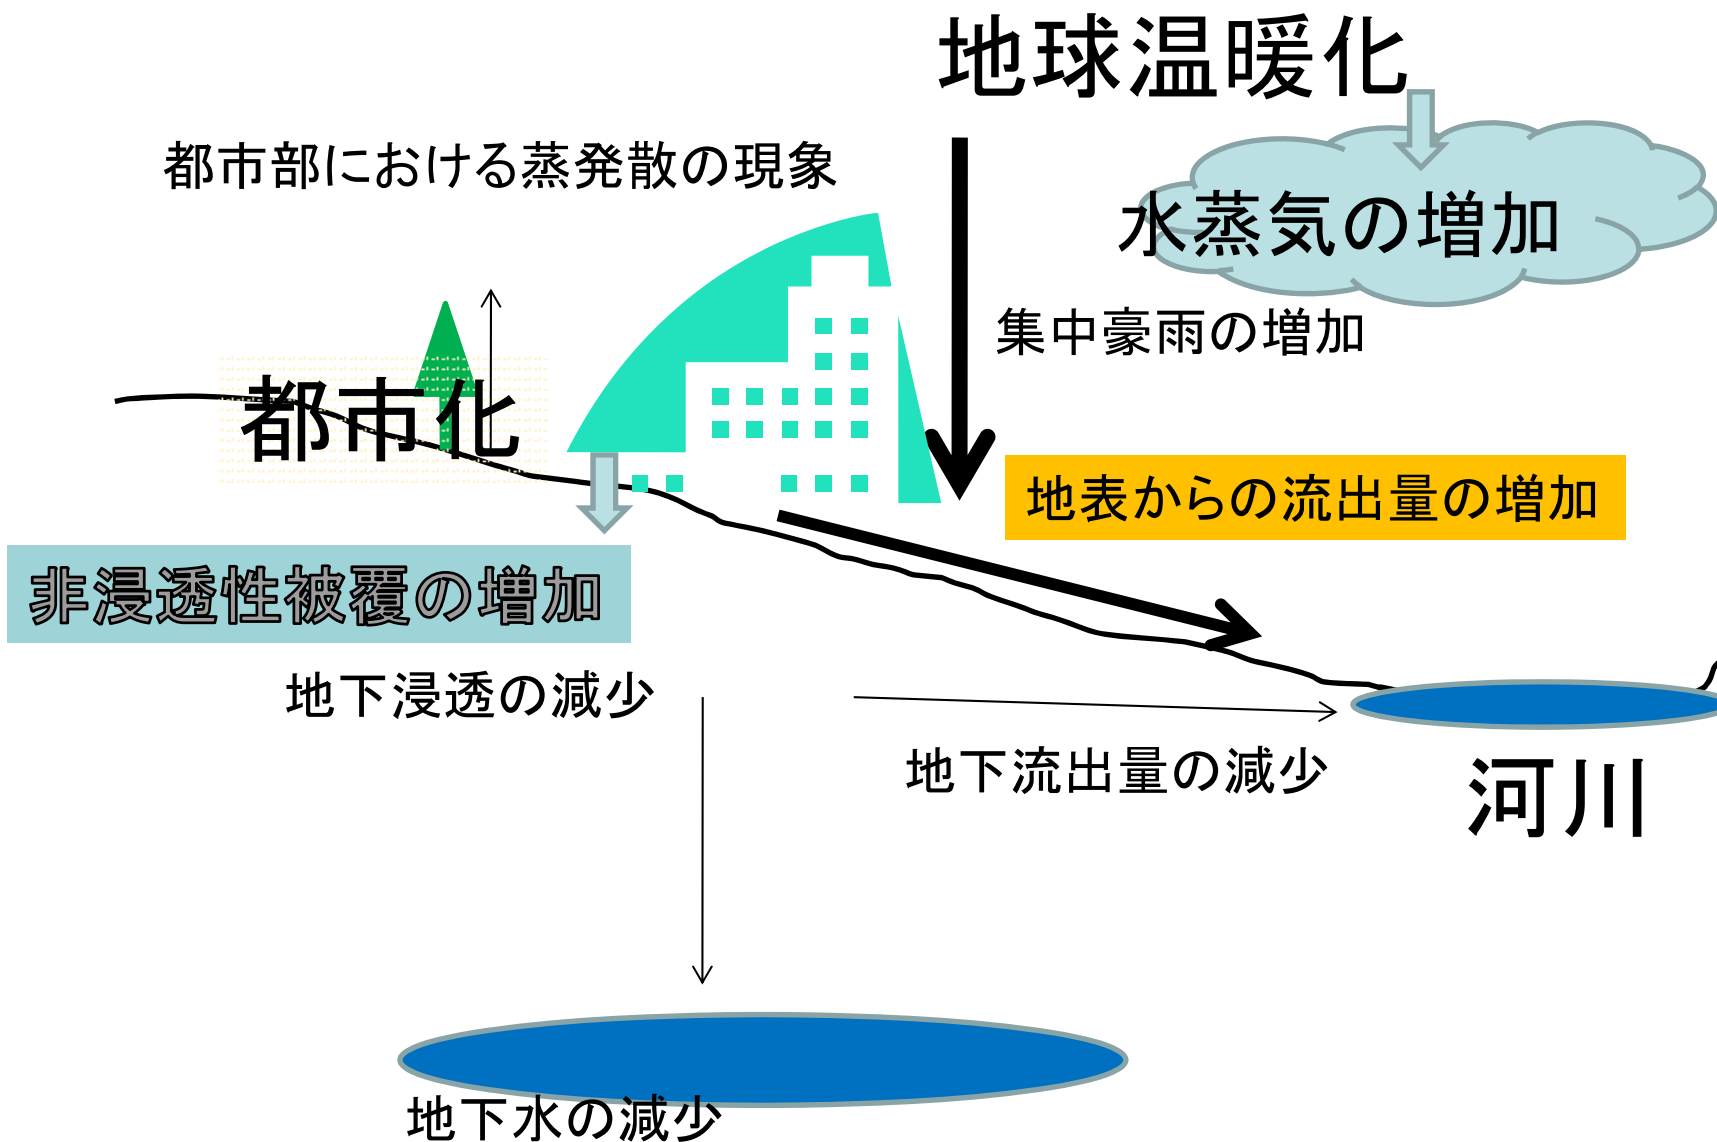 地球温暖化
都市部における蒸発散の現象
水蒸気の増加
集中豪雨の増加
都市化
地表からの流出量の増加
非浸透性被覆の増加
地下浸透の減少
地下流出量の減少
河川
地下水の減少